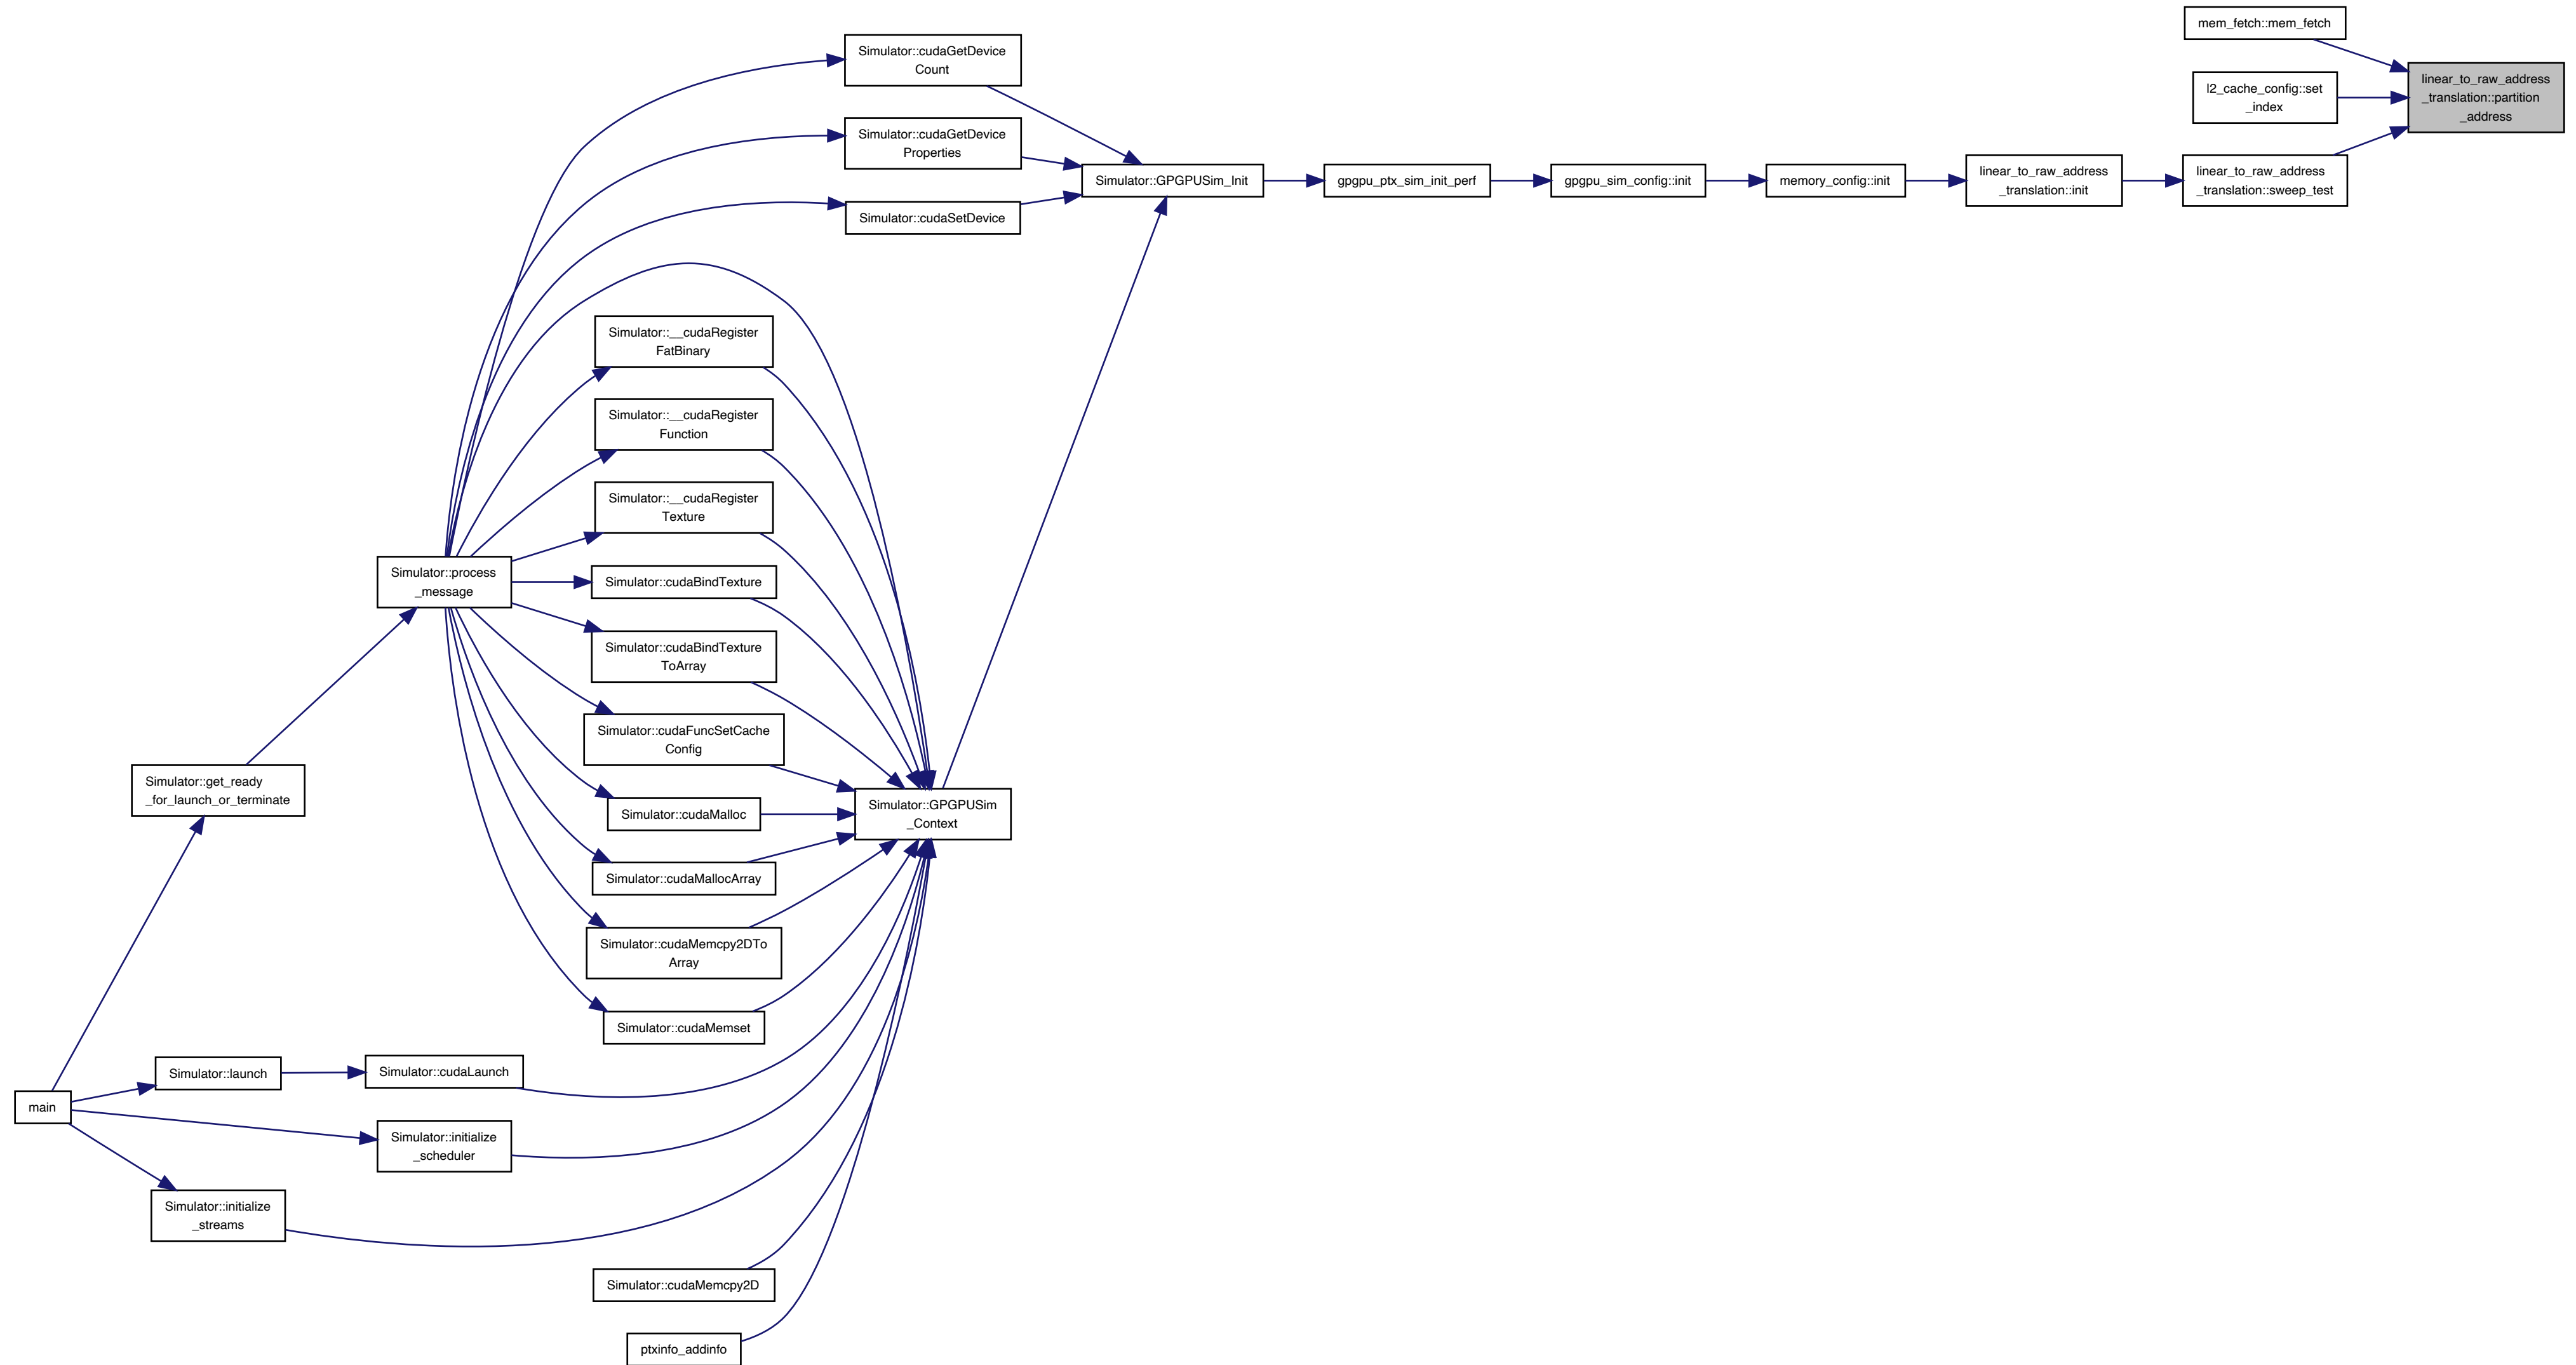 mem_fetch::mem_fetch
linear_to_raw_address
_translation::partition
_address
l2_cache_config::set
_index
linear_to_raw_address
_translation::sweep_test
linear_to_raw_address
_translation::init
memory_config::init
gpgpu_sim_config::init
gpgpu_ptx_sim_init_perf
Simulator::GPGPUSim_Init
Simulator::cudaGetDevice
Count
Simulator::cudaGetDevice
Properties
Simulator::cudaSetDevice
Simulator::__cudaRegister
FatBinary
Simulator::__cudaRegister
Function
Simulator::__cudaRegister
Texture
Simulator::process
_message
Simulator::cudaBindTexture
Simulator::cudaBindTexture
ToArray
Simulator::cudaFuncSetCache
Config
Simulator::get_ready
_for_launch_or_terminate
Simulator::cudaMalloc
Simulator::GPGPUSim
_Context
Simulator::cudaMallocArray
Simulator::cudaMemcpy2DTo
Array
Simulator::cudaMemset
Simulator::launch
Simulator::cudaLaunch
main
Simulator::initialize
_scheduler
Simulator::initialize
_streams
Simulator::cudaMemcpy2D
ptxinfo_addinfo